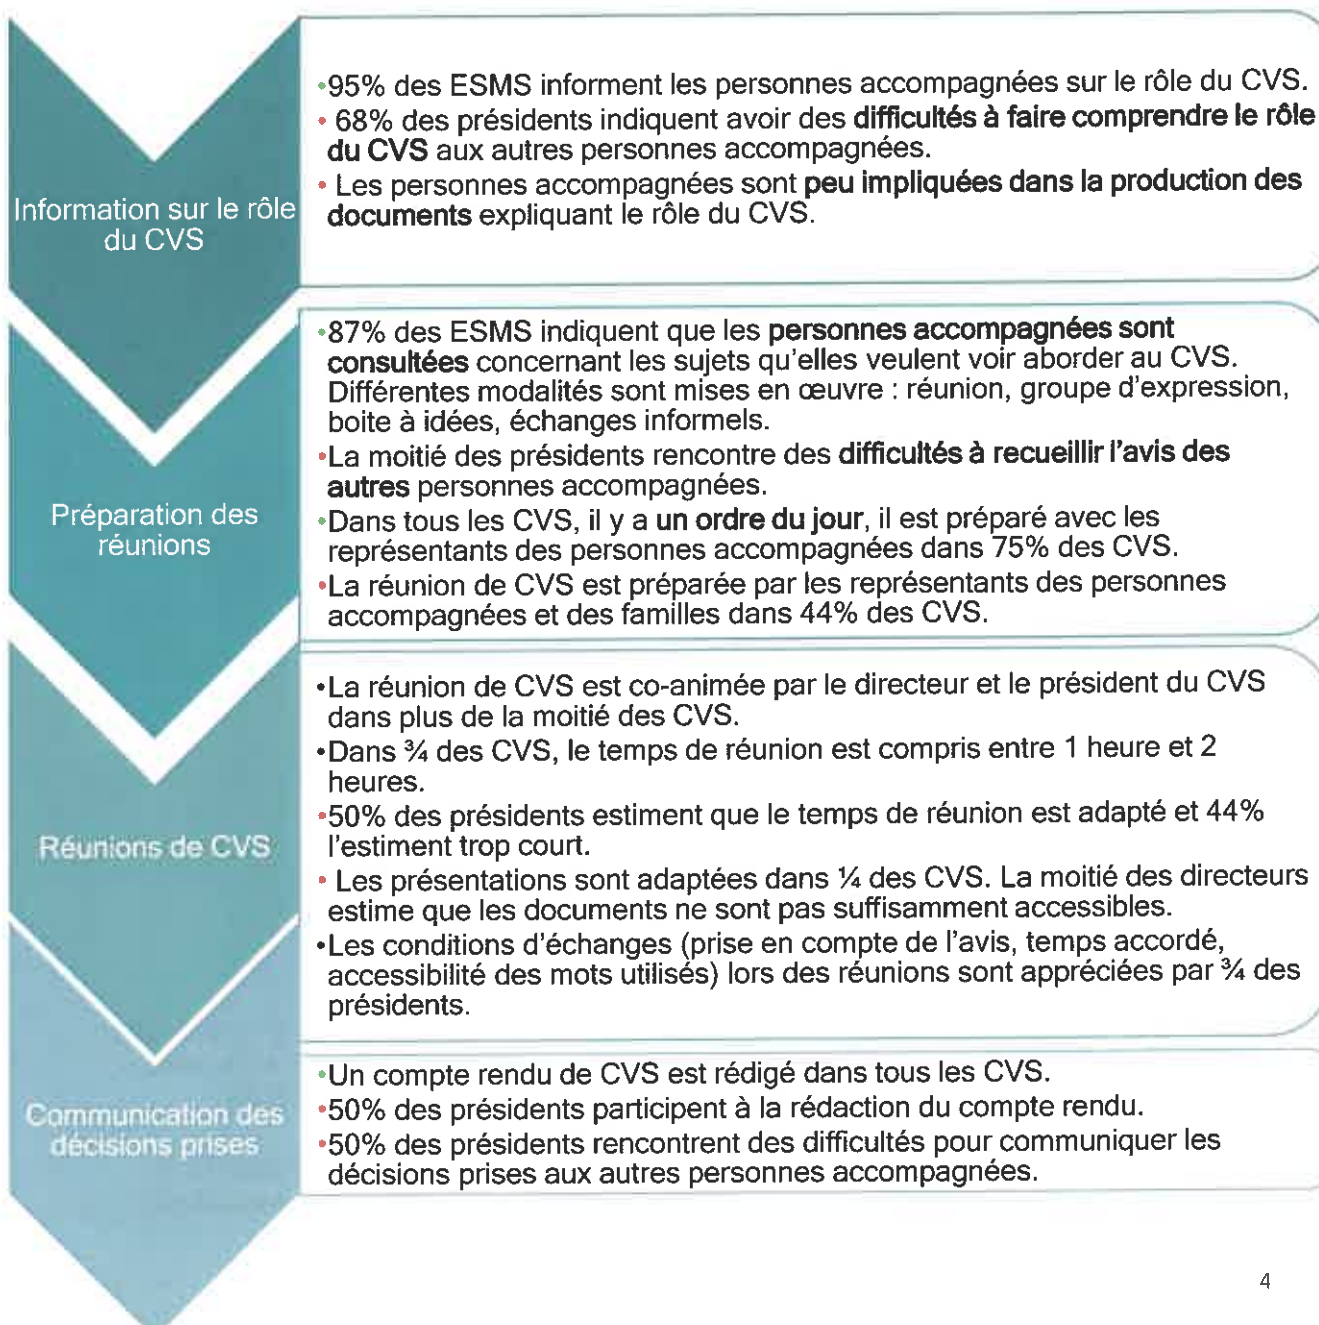 Information sur le rôle
du CVS
•95% des ESMS informent les personnes accompagnées sur le rôle du CVS.
• 68% des présidents indiquent avoir des difficultés à faire comprendre le rôle
du CVS aux autres personnes accompagnées.
• Les personnes accompagnées sont peu impliquées dans la production des
documents expliquant le rôle du CVS.
Préparation des
réunions
•87% des ESMS indiquent que les personnes accompagnées sont
consultées concernant les sujets qu'elles veulent voir aborder au CVS.
Différentes modalités sont mises en œuvre : réunion, groupe d'expression,
boite à idées, échanges informels.
•La moitié des présidents rencontre des difficultés à recueillir l'avis des
autres personnes accompagnées.
•Dans tous les CVS, il y a un ordre du jour, il est préparé avec les
représentants des personnes accompagnées dans 75% des CVS.
•La réunion de CVS est préparée par les représentants des personnes
accompagnées et des familles dans 44% des CVS.
Réunions de CVS
•La réunion de CVS est co-animée par le directeur et le président du CVS
dans plus de la moitié des CVS.
•Dans ¾ des CVS, le temps de réunion est compris entre 1 heure et 2
heures.
•50% des présidents estiment que le temps de réunion est adapté et 44%
l'estiment trop court.
• Les présentations sont adaptées dans ¼ des CVS. La moitié des directeurs
estime que les documents ne sont pas suffisamment accessibles.
•Les conditions d'échanges (prise en compte de l'avis, temps accordé,
accessibilité des mots utilisés) lors des réunions sont appréciées par ¾ des
présidents.
Communication des
décisions prises
•Un compte rendu de CVS est rédigé dans tous les CVS.
•50% des présidents participent à la rédaction du compte rendu.
•50% des présidents rencontrent des difficultés pour communiquer les
décisions prises aux autres personnes accompagnées.
4